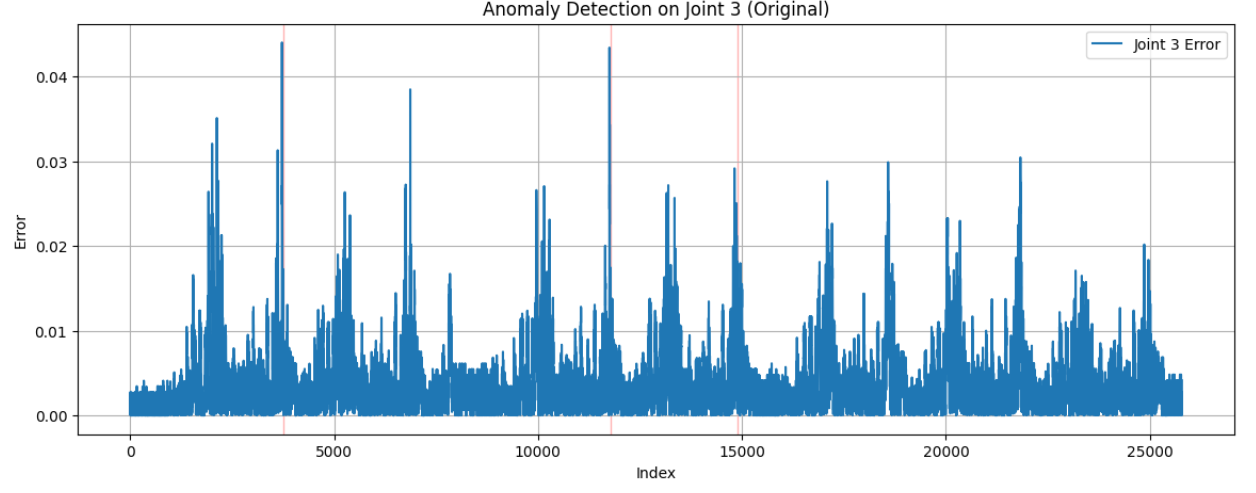 Anomaly Detection on Joint 3 (Original)
Joint 3 Error
0.04
0.03
0.02
0.01
0.00
Error
0
5000
10000
15000
20000
25000
Index